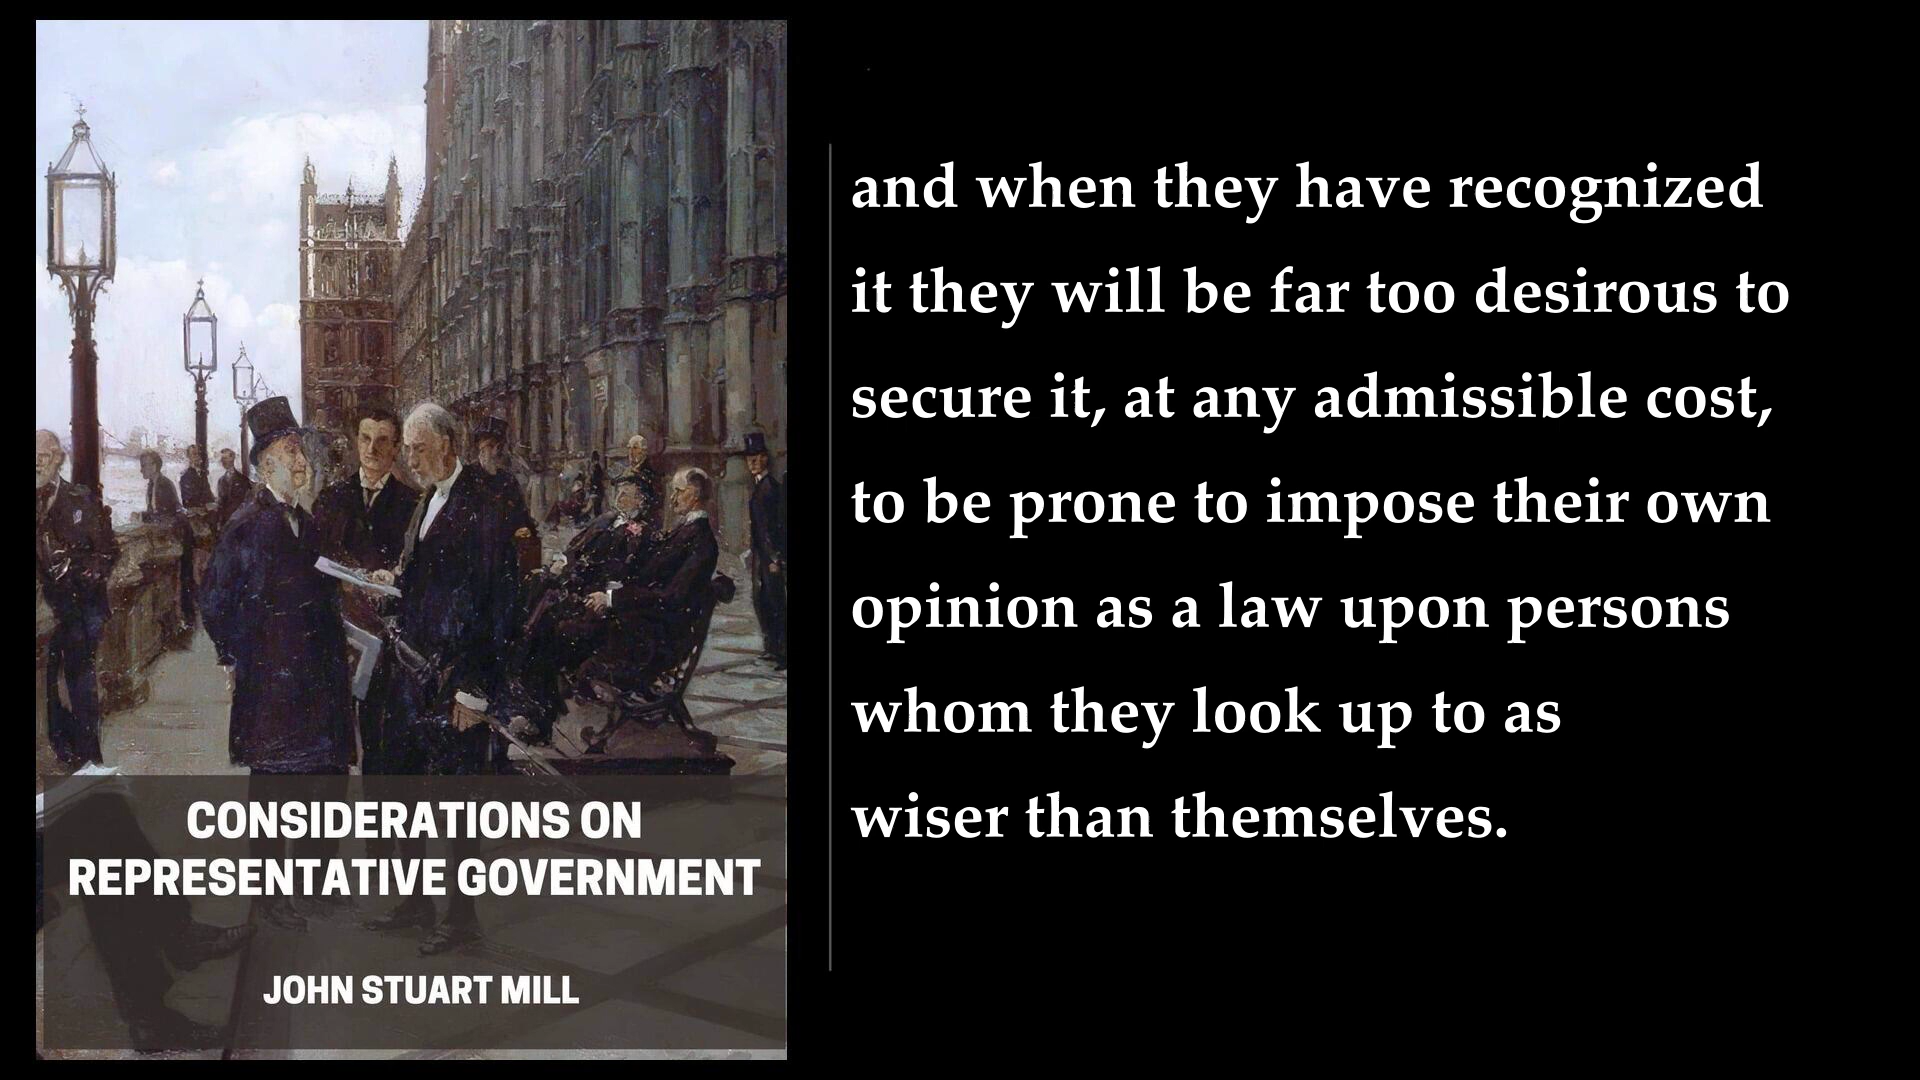 CONSIDERATIONS ON
REPRESENTATIVE GOVERNMENT
JOHN STUART MILL
and when they have recognized
it they will be far too desirous to
secure it, at any admissible cost,
to be prone to impose their own
opinion as a law upon persons
whom they look up to as
wiser than themselves.